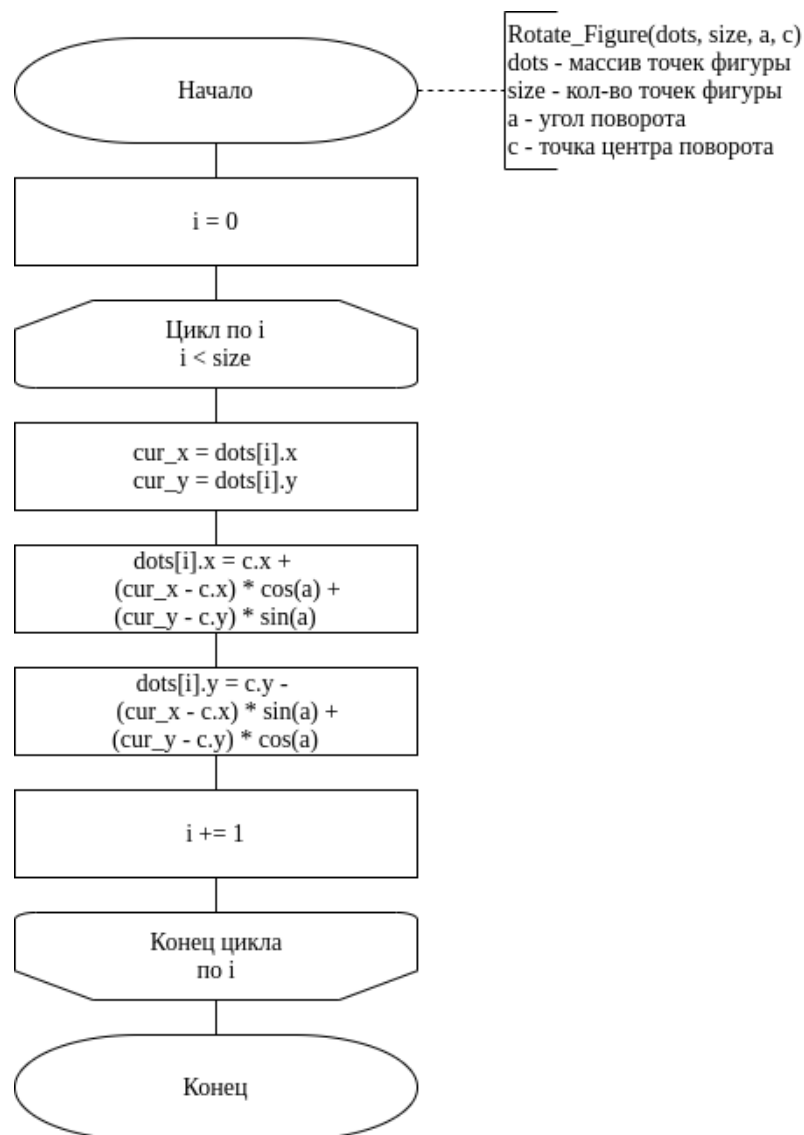 Начало
Rotate_Figure(dots, size, a, c)
dots - массив точек фигуры
size - кол-во точек фигуры
a - угол поворота
c - точка центра поворота
i = 0
Цикл по i
i < size
cur_x = dots[i].x
cur_y = dots[i].y
dots[i].x = c.x +
(cur_x - c.x) * cos(a) +
(cur_y - c.y) * sin(a)
dots[i].y = c.y -
(cur_x - c.x) * sin(a) +
(cur_y - c.y) * cos(a)
i += 1
Конец цикла
по i
Конец